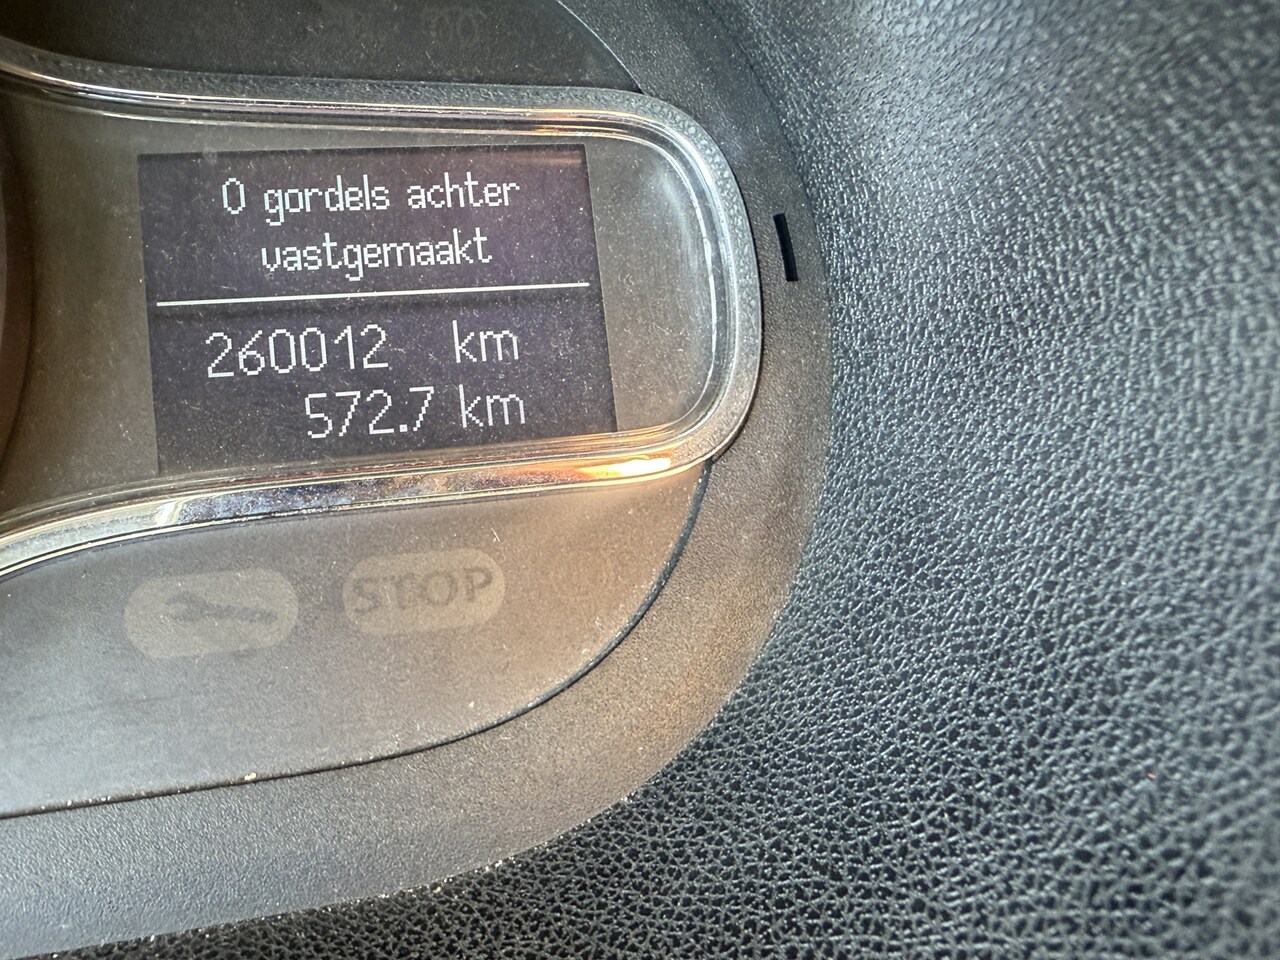 0 gordels achter
vastgemaakt
260012 km
572.7 km
STOP